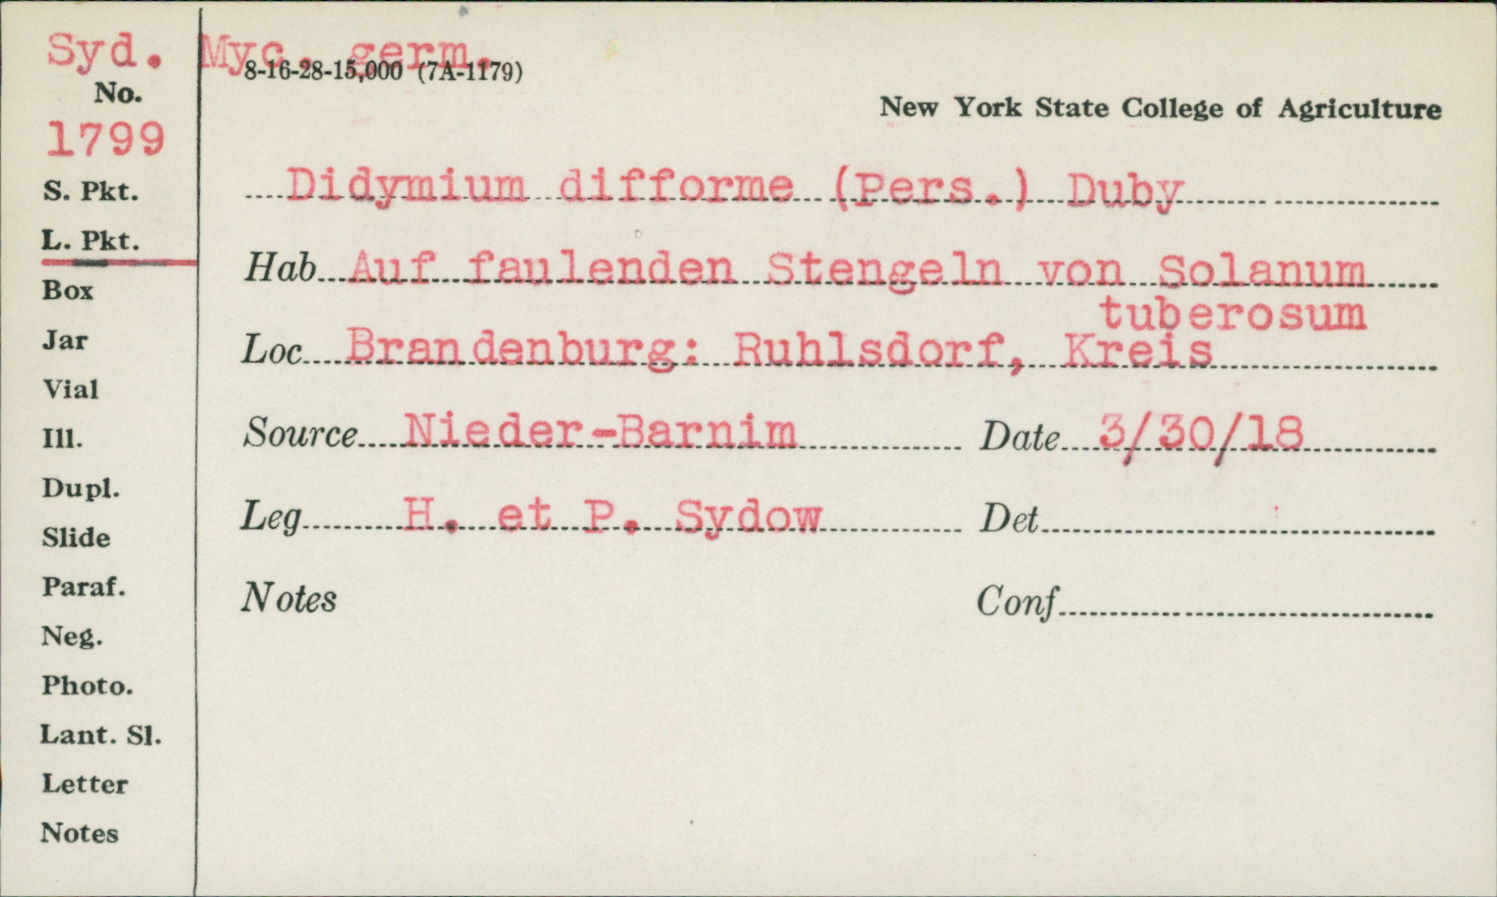 Syd. Myc. germ.
8-16-28-15,000 (7A-1179)
No.
1799
New York State College of Agriculture
S. Pkt.
Didymium difforme (Pers.) Duby
L. Pkt.
Hab Auf faulenden Stengeln von Solanum
tuberosum
Box
Jar
Loc Brandenburg: Ruhlsdorf, Kreis
Vial
Ill.
Source Nieder-Barnim Date 3/30/18
Dupl.
Slide
Leg H. et P. Sydow Det
Paraf.
Notes Conf
Neg.
Photo.
Lant. Sl.
Letter
Notes